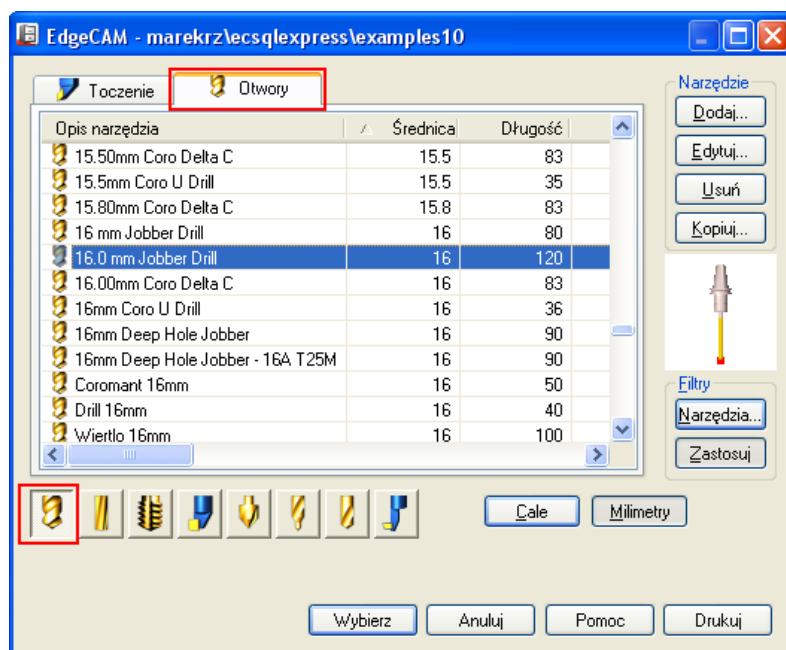 EdgeCAM - marekrz\ecsqlexpress\examples10
Toczenie
Otwory
Opis narzędzia Średnica Długość
15.50mm Coro Delta C 15.5 83
15.5mm Coro U Drill 15.5 35
15.80mm Coro Delta C 15.8 83
16 mm Jobber Drill 16 80
16.0 mm Jobber Drill 16 120
16.00mm Coro Delta C 16 83
16mm Coro U Drill 16 36
16mm Deep Hole Jobber 16 90
16mm Deep Hole Jobber - 16A T25M 16 90
Coromant 16mm 16 50
Drill 16mm 16 40
Wiertlo 16mm 16 100
Narzędzie
Dodaj...
Edytuj...
Usuń
Kopiuj...
Filtry
Narzędzia...
Zastosuj
Cale
Milimetry
Wybierz
Anuluj
Pomoc
Drukuj